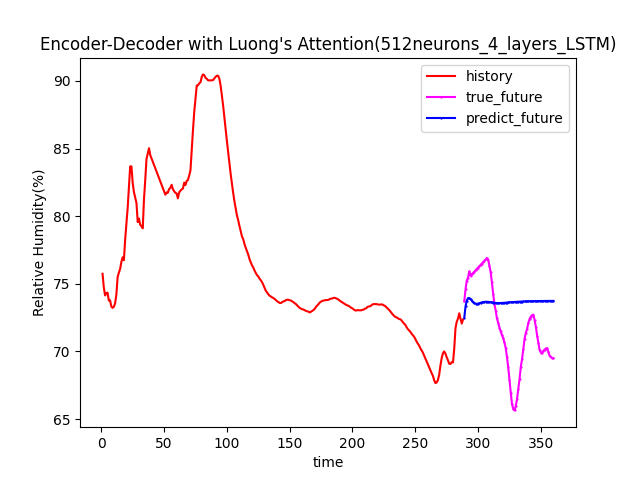 Encoder-Decoder with Luong's Attention(512neurons_4_layers_LSTM)
history
true_future
predict_future
Relative Humidity(%)
90
85
80
75
70
65
0 50 100 150 200 250 300 350
time